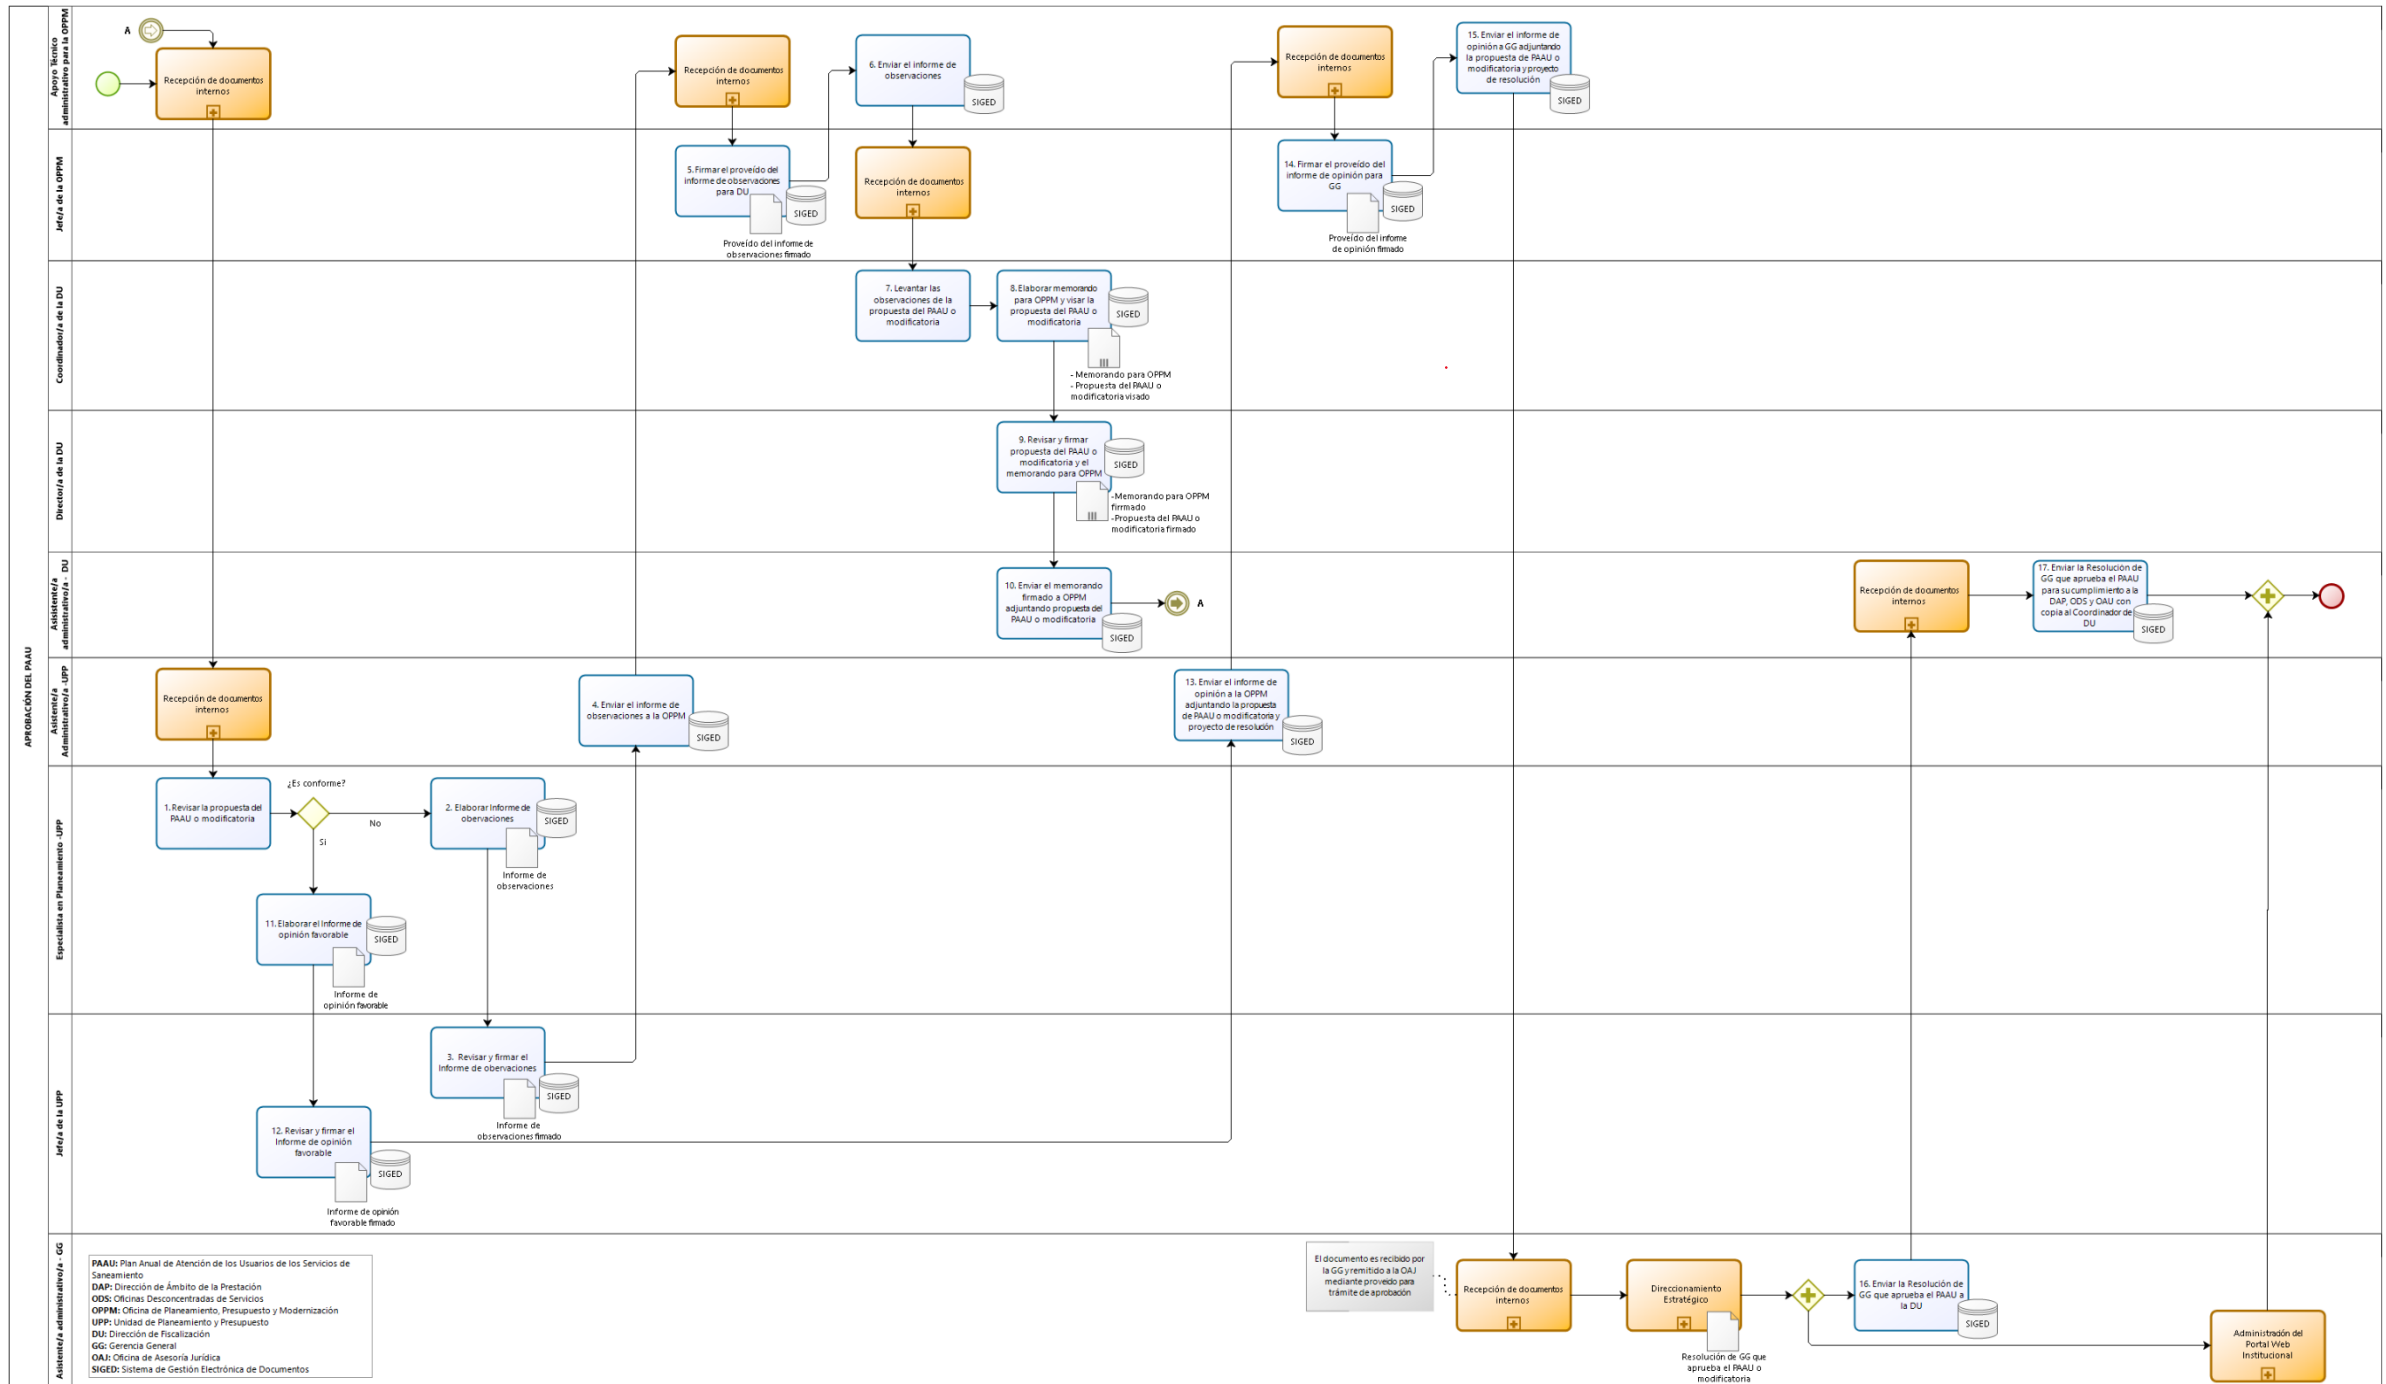 APROBACIÓN DEL PAAU
Apoyo Técnico
administrativo para la OPPM
A
Recepción de documentos
internos
Recepción de documentos
internos
6. Enviar el informe de
observaciones
SIGED
Recepción de documentos
internos
15. Enviar el informe de
opinión a GG adjuntando
la propuesta de PAAU o
modificatoria y proyecto
de resolución
SIGED
Jefe/a de la OPPM
5. Firmar el proveído del
informe de observaciones
para DU
SIGED
Proveído del informe de
observaciones firmado
Recepción de documentos
internos
14. Firmar el proveído del
informe de opinión para
GG
SIGED
Proveído del informe
de opinión firmado
Coordinador/a de la DU
7. Levantar las
observaciones de la
propuesta del PAAU o
modificatoria
8. Elaborar memorando
para OPPM y visar la
propuesta del PAAU o
modificatoria
SIGED
- Memorando para OPPM
- Propuesta del PAAU o
modificatoria visado
Director/a de la DU
9. Revisar y firmar
propuesta del PAAU o
modificatoria y el
memorando para OPPM
SIGED
-Memorando para OPPM
firrmado
-Propuesta del PAAU o
modificatoria firmado
Asistente/a
administrativo/a - DU
10. Enviar el memorando
firmado a OPPM
adjuntando propuesta del
PAAU o modificatoria
SIGED
A
Recepción de documentos
internos
17. Enviar la Resolución de
GG que aprueba el PAAU
para su cumplimiento a la
DAP, ODS y OAU con
copia al Coordinador de
DU
SIGED
Asistente/a
Administrativo/a -UPP
Recepción de documentos
internos
4. Enviar el informe de
observaciones a la OPPM
SIGED
13. Enviar el informe de
opinión a la OPPM
adjuntando la propuesta
de PAAU o modificatoria y
proyecto de resolución
SIGED
Especialista en Planeamiento -UPP
1. Revisar la propuesta del
PAAU o modificatoria
¿Es conforme?
No
Si
2. Elaborar Informe de
obervaciones
SIGED
Informe de
observaciones
11. Elaborar el Informe de
opinión favorable
SIGED
Informe de
opinión favorable
Jefe/a de la UPP
3. Revisar y firmar el
Informe de obervaciones
SIGED
Informe de
observaciones firmado
12. Revisar y firmar el
Informe de opinión
favorable
SIGED
Informe de opinión
favorable firmado
Asistente/a administrativo/a - GG
PAAU: Plan Anual de Atención de los Usuarios de los Servicios de
Saneamiento
DAP: Dirección de Ámbito de la Prestación
ODS: Oficinas Desconcentradas de Servicios
OPPM: Oficina de Planeamiento, Presupuesto y Modernización
UPP: Unidad de Planeamiento y Presupuesto
DU: Dirección de Fiscalización
GG: Gerencia General
OAJ: Oficina de Asesoría Jurídica
SIGED: Sistema de Gestión Electrónica de Documentos
El documento es recibido por
la GG y remitido a la OAJ
mediante proveido para
trámite de aprobación
Recepción de documentos
internos
Direccionamiento
Estratégico
Resolución de GG que
aprueba el PAAU o
modificatoria
16. Enviar la Resolución de
GG que aprueba el PAAU a
la DU
SIGED
Administración del
Portal Web
Institucional